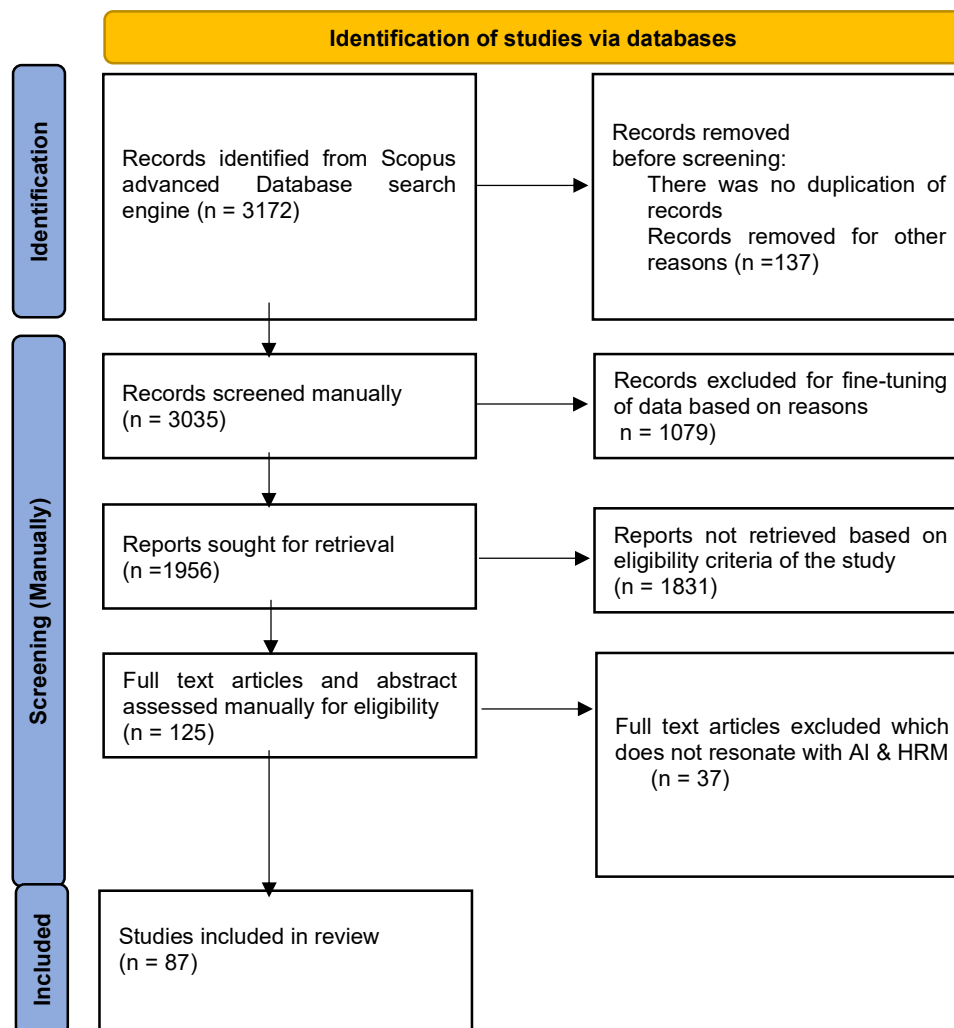 Identification of studies via databases
Identification
Records identified from Scopus
advanced Database search
engine (n = 3172)
Records removed
before screening:
There was no duplication of
records
Records removed for other
reasons (n =137)
Screening (Manually)
Records screened manually
(n = 3035)
Records excluded for fine-tuning
of data based on reasons
n = 1079)
Reports sought for retrieval
(n =1956)
Reports not retrieved based on
eligibility criteria of the study
(n = 1831)
Full text articles and abstract
assessed manually for eligibility
(n = 125)
Full text articles excluded which
does not resonate with AI & HRM
(n = 37)
Included
Studies included in review
(n = 87)